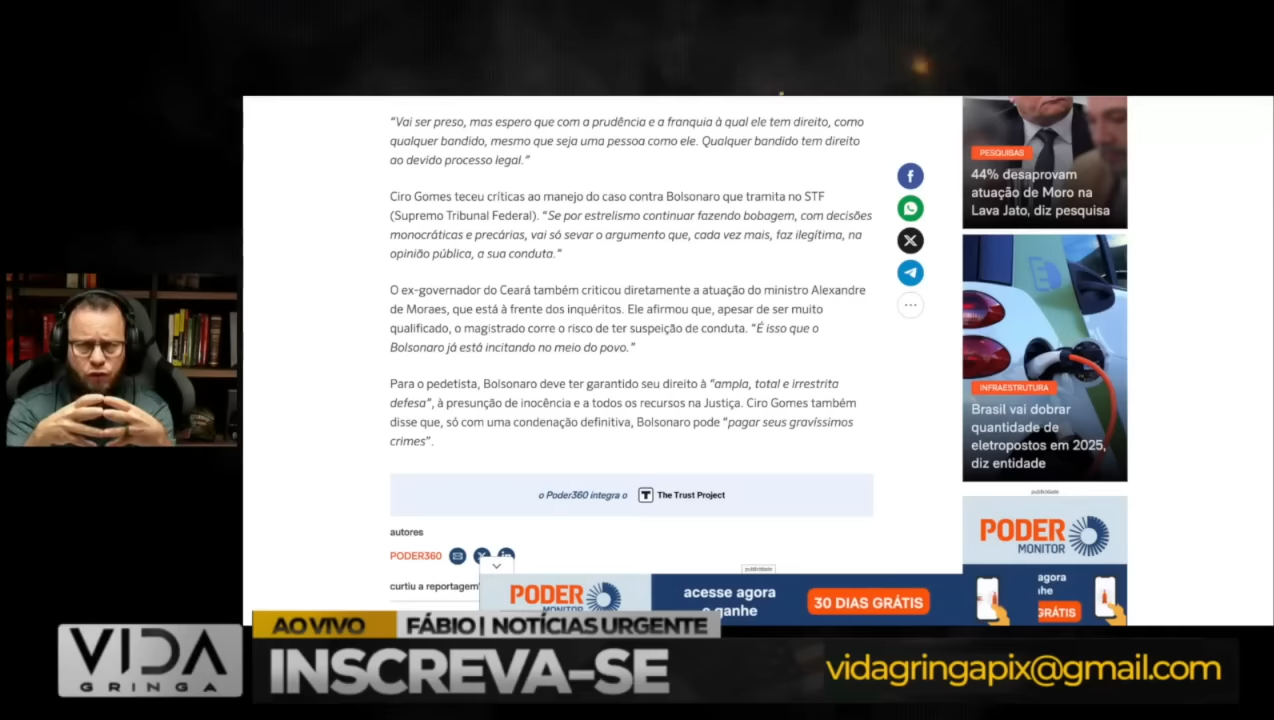 “Vai ser preso, mas espero que com a prudência e a franquia à qual ele tem direito, como
qualquer bandido, mesmo que seja uma pessoa como ele. Qualquer bandido tem direito
ao devido processo legal.”
Ciro Gomes teceu críticas ao manejo do caso contra Bolsonaro que tramita no STF
(Supremo Tribunal Federal). “Se por estrelismo continuar fazendo bobagem, com decisões
monocráticas e precárias, vai só sevar o argumento que, cada vez mais, faz ilegítima, na
opinião pública, a sua conduta.”
O ex-governador do Ceará também criticou diretamente a atuação do ministro Alexandre
de Moraes, que está à frente dos inquéritos. Ele afirmou que, apesar de ser muito
qualificado, o magistrado corre o risco de ter suspeição de conduta. “É isso que o
Bolsonaro já está incitando no meio do povo.”
Para o pedetista, Bolsonaro deve ter garantido seu direito à “ampla, total e irrestrita
defesa”, à presunção de inocência e a todos os recursos na Justiça. Ciro Gomes também
disse que, só com uma condenação definitiva, Bolsonaro pode “pagar seus gravíssimos
crimes”.
o Poder360 integra o T The Trust Project
autores
PODER360
curtiu a reportagem
PESQUISAS
44% desaprovam
atuação de Moro na
Lava Jato, diz pesquisa
INFRAESTRUTURA
Brasil vai dobrar
quantidade de
eletropostos em 2025,
diz entidade
publicidade
PODER
MONITOR
agora
GRÁTIS
publicidade
PODER
MONITOR
acesse agora
e ganhe
30 DIAS GRÁTIS
AO VIVO
FÁBIO | NOTÍCIAS URGENTE
VIDA
GRINGA
INSCREVA-SE
vidagringapix@gmail.com